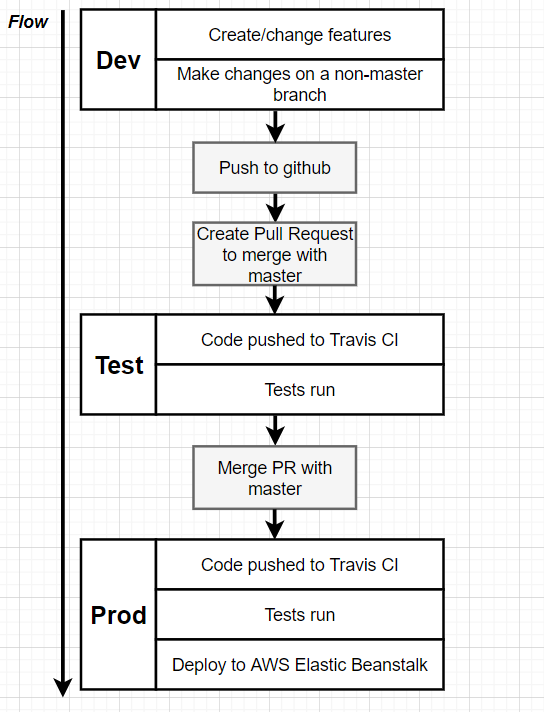 Flow
Dev
Create/change features
Make changes on a non-master
branch
Push to github
Create Pull Request
to merge with
master
Test
Code pushed to Travis CI
Tests run
Merge PR with
master
Prod
Code pushed to Travis CI
Tests run
Deploy to AWS Elastic Beanstalk